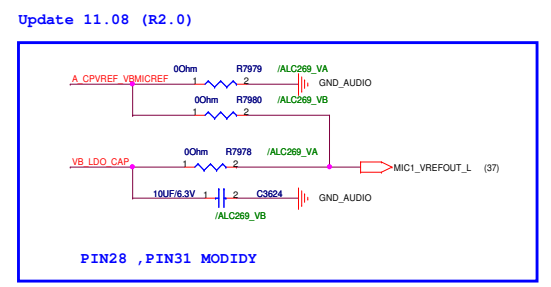 Update 11.08 (R2.0)
0Ohm R7979 /ALC269_VA
A_CPVREF_VBMICREF 1 2 GND_AUDIO
0Ohm R7980 /ALC269_VB
1 2
0Ohm R7978 /ALC269_VA
VB_LDO_CAP 1 2 MIC1_VREFOUT_L (37)
10UF/6.3V 1 2 C3624 GND_AUDIO
/ALC269_VB
PIN28 ,PIN31 MODIDY